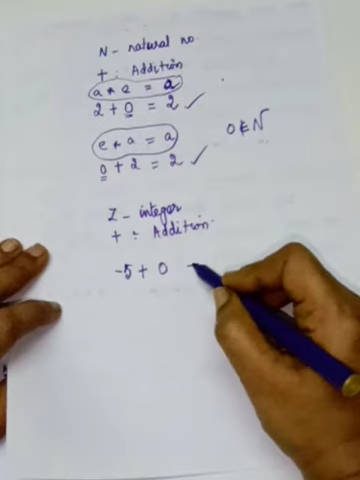 N - natural no
+ : Addition
a * e = a
2 + 0 = 2 ✓
e * a = a
0 ∉ N
0 + 2 = 2 ✓
Z - integer
+ : Addition.
-5 + 0 -